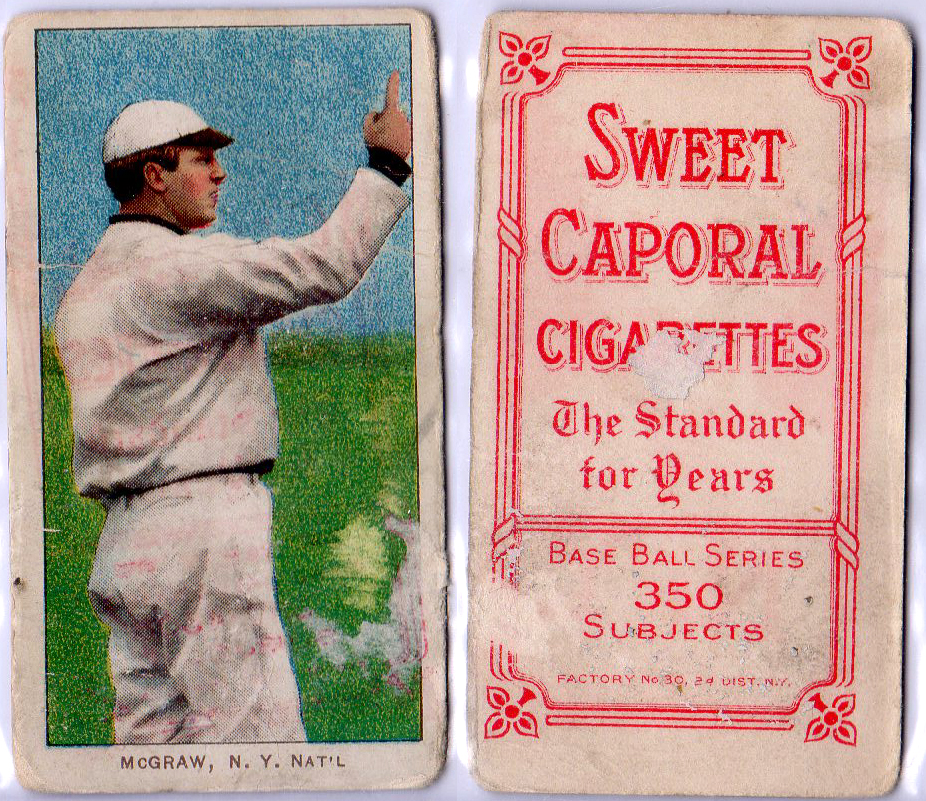 McGRAW, N. Y. NAT'L
SWEET
CAPORAL
CIGARETTES
The Standard
for Years
BASE BALL SERIES
350
SUBJECTS
FACTORY No 30, 2d DIST. N.Y.